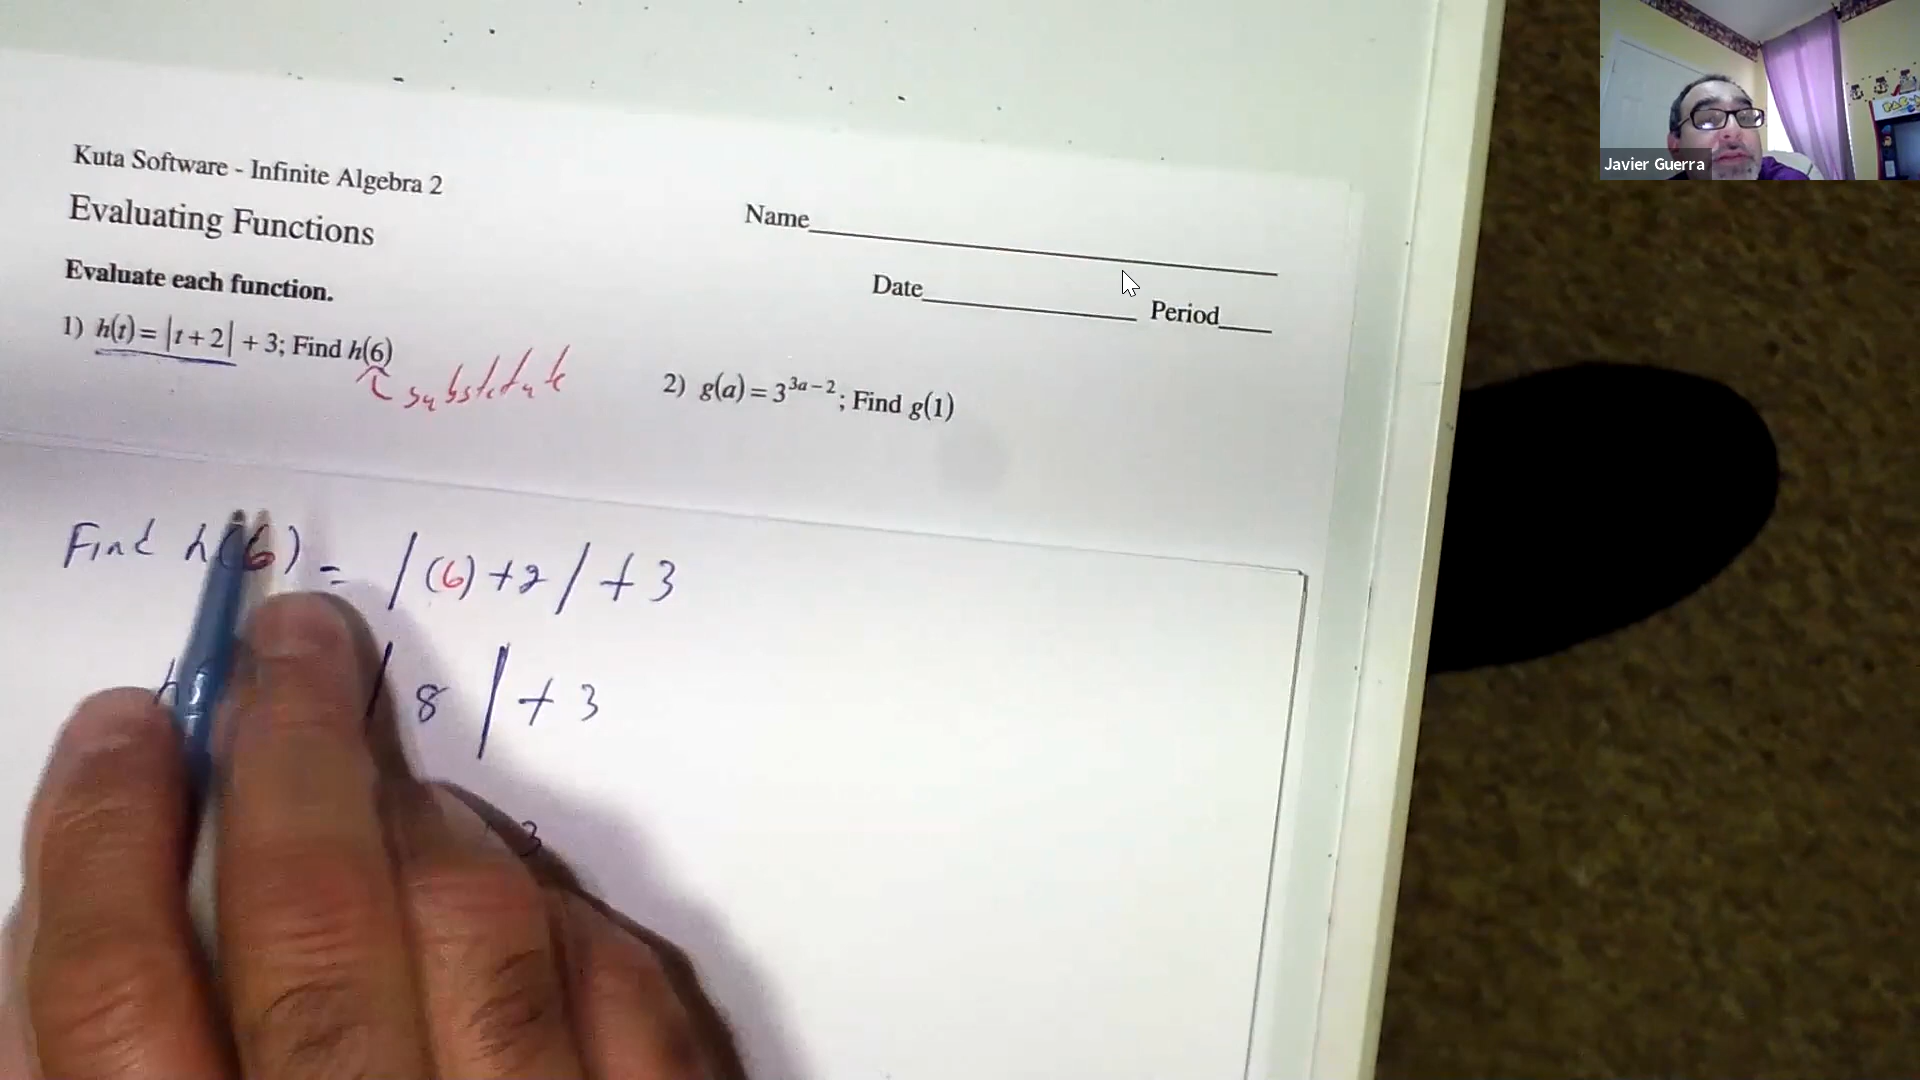 Kuta Software - Infinite Algebra 2
Evaluating Functions
Name
Date Period
Evaluate each function.
1) h(t) = |t + 2| + 3; Find h(6)
substitute
2) g(a) = 3^{3a - 2}; Find g(1)
Find h(6) = |(6) + 2| + 3
h | 8 | + 3
3
Javier Guerra